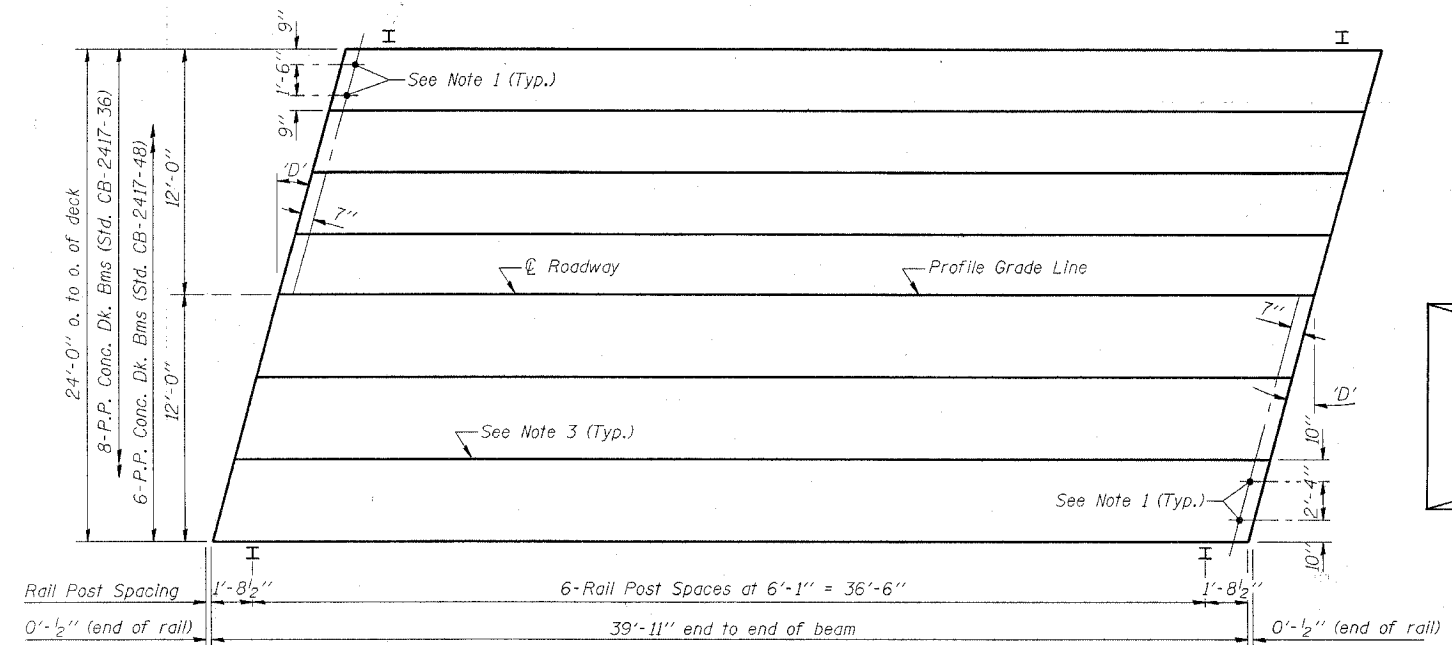 9"
1'-6"
9"
See Note 1 (Typ.)
'D'
7"
24'-0" o. to o. of deck
8-P.P. Conc. Dk. Bms (Std. CB-2417-36)
6-P.P. Conc. Dk. Bms (Std. CB-2417-48)
12'-0"
12'-0"
℄ Roadway
Profile Grade Line
7"
'D'
See Note 3 (Typ.)
10"
See Note 1 (Typ.)
2'-4"
10"
Rail Post Spacing
1'-8½"
6-Rail Post Spaces at 6'-1" = 36'-6"
1'-8½"
0'-½" (end of rail)
39'-11" end to end of beam
0'-½" (end of rail)